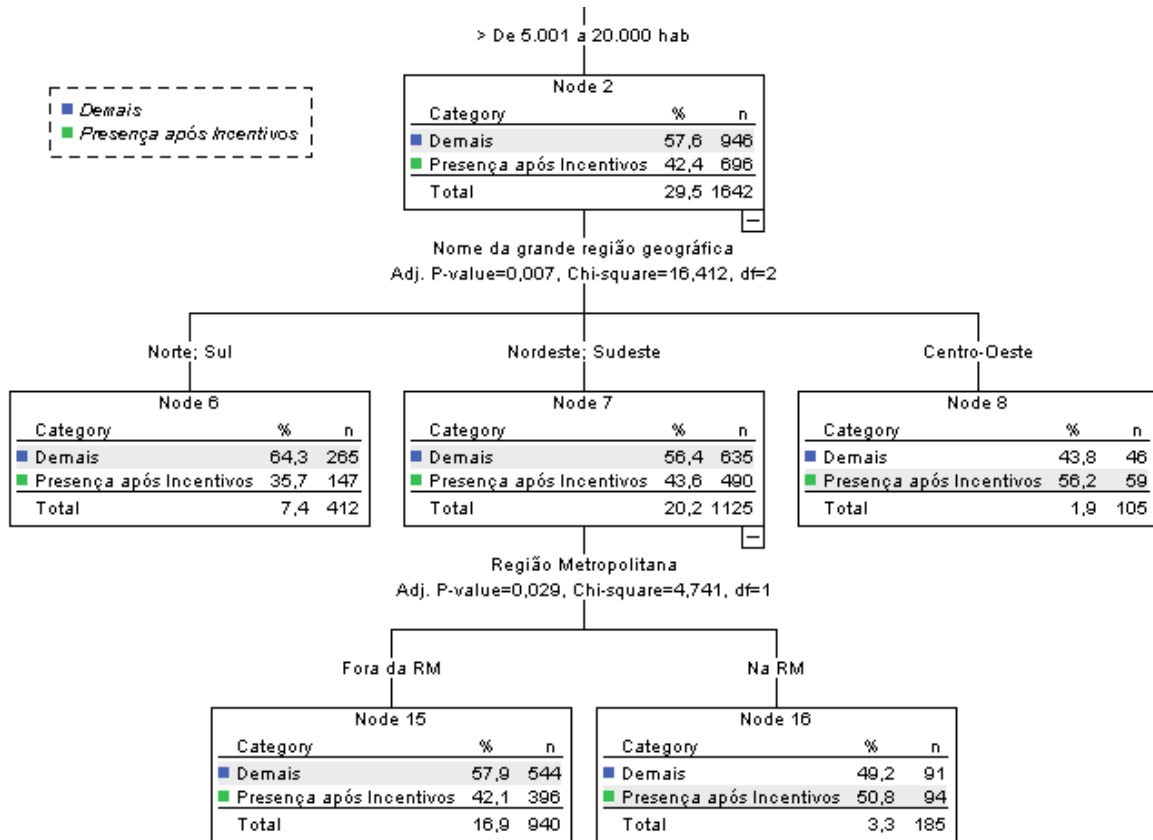 > De 5.001 a 20.000 hab
Demais
Presença após Incentivos
Node 2
Category % n
Demais 57,6 946
Presença após Incentivos 42,4 696
Total 29,5 1642
Nome da grande região geográfica
Adj. P-value=0,007, Chi-square=16,412, df=2
Norte; Sul
Nordeste; Sudeste
Centro-Oeste
Node 6
Category % n
Demais 64,3 265
Presença após Incentivos 35,7 147
Total 7,4 412
Node 7
Category % n
Demais 56,4 635
Presença após Incentivos 43,6 490
Total 20,2 1125
Node 8
Category % n
Demais 43,8 46
Presença após Incentivos 56,2 59
Total 1,9 105
Região Metropolitana
Adj. P-value=0,029, Chi-square=4,741, df=1
Fora da RM
Na RM
Node 15
Category % n
Demais 57,9 544
Presença após Incentivos 42,1 396
Total 16,9 940
Node 16
Category % n
Demais 49,2 91
Presença após Incentivos 50,8 94
Total 3,3 185